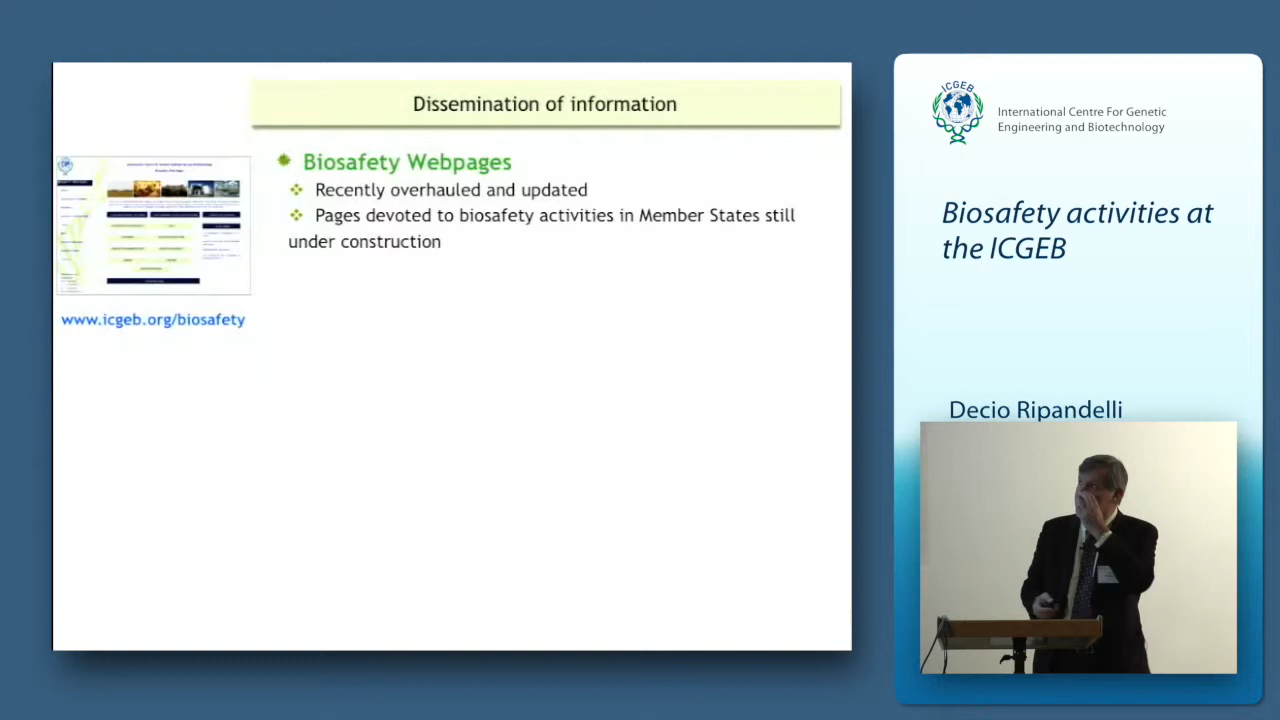 Dissemination of information
Biosafety Webpages
Recently overhauled and updated
Pages devoted to biosafety activities in Member States still
under construction
www.icgeb.org/biosafety
ICGEB
International Centre For Genetic
Engineering and Biotechnology
Biosafety activities at
the ICGEB
Decio Ripandelli